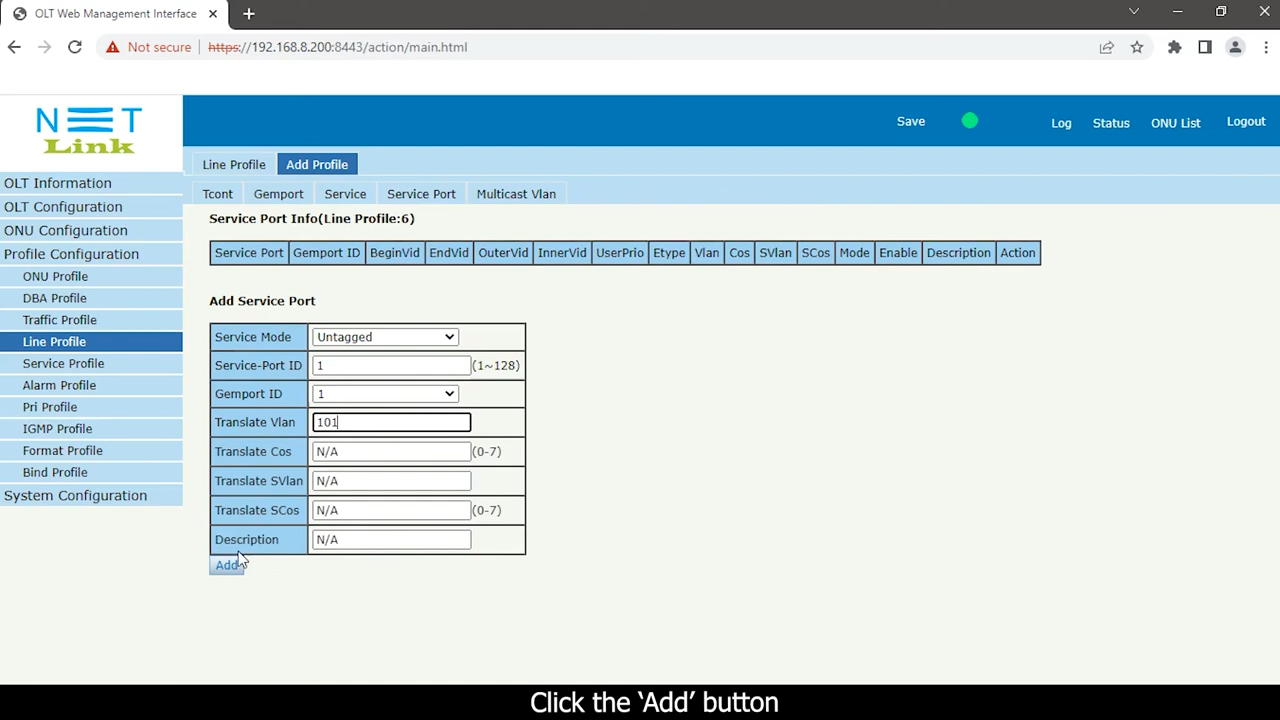 OLT Web Management Interface
Not secure https://192.168.8.200:8443/action/main.html
NET
Link
Save
Log Status ONU List Logout
Line Profile Add Profile
Tcont Gemport Service Service Port Multicast Vlan
OLT Information
OLT Configuration
ONU Configuration
Profile Configuration
ONU Profile
DBA Profile
Traffic Profile
Line Profile
Service Profile
Alarm Profile
Pri Profile
IGMP Profile
Format Profile
Bind Profile
System Configuration
Service Port Info(Line Profile:6)
Service Port Gemport ID BeginVid EndVid OuterVid InnerVid UserPrio Etype Vlan Cos SVlan SCos Mode Enable Description Action
Add Service Port
Service Mode Untagged
Service-Port ID 1 (1~128)
Gemport ID 1
Translate Vlan 101
Translate Cos N/A (0-7)
Translate SVlan N/A
Translate SCos N/A (0-7)
Description N/A
Add
Click the ‘Add’ button